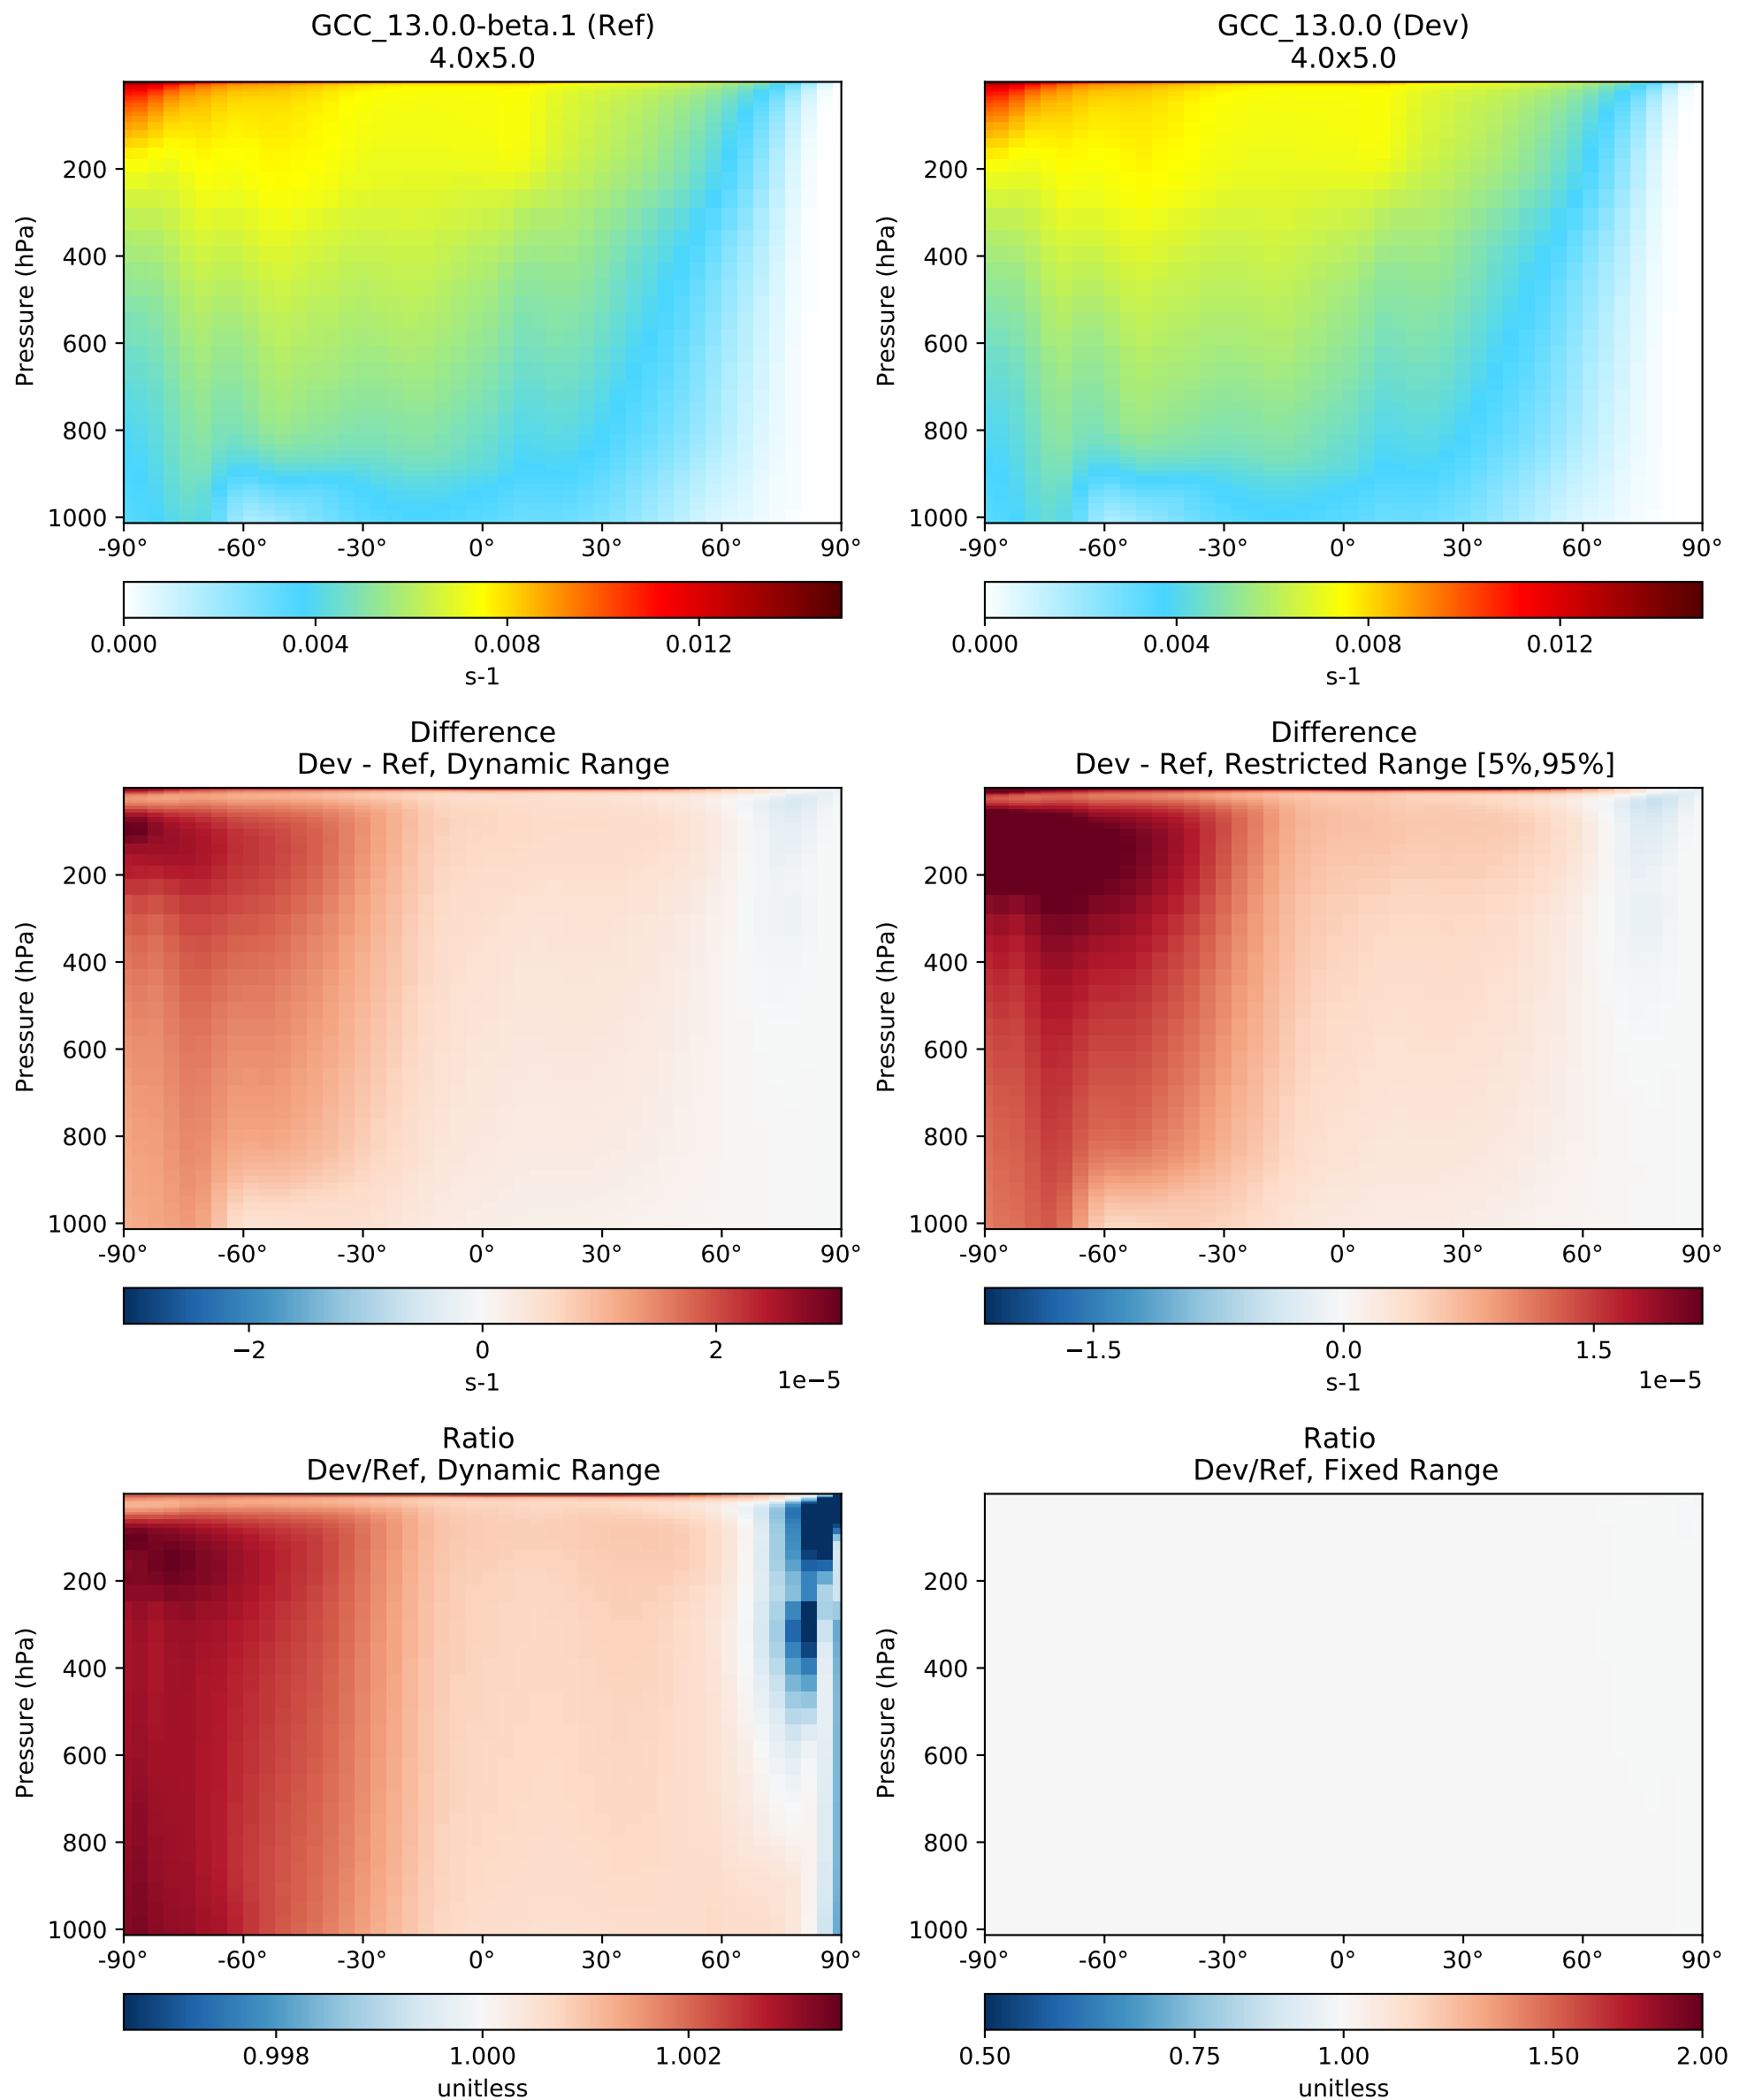 GCC_13.0.0-beta.1 (Ref)
4.0x5.0
GCC_13.0.0 (Dev)
4.0x5.0
Pressure (hPa)
200
400
600
800
1000
-90° -60° -30° 0° 30° 60° 90°
0.000 0.004 0.008 0.012
s-1
Pressure (hPa)
200
400
600
800
1000
-90° -60° -30° 0° 30° 60° 90°
0.000 0.004 0.008 0.012
s-1
Difference
Dev - Ref, Dynamic Range
Pressure (hPa)
200
400
600
800
1000
-90° -60° -30° 0° 30° 60° 90°
−2 0 2
s-1
1e−5
Difference
Dev - Ref, Restricted Range [5%,95%]
Pressure (hPa)
200
400
600
800
1000
-90° -60° -30° 0° 30° 60° 90°
−1.5 0.0 1.5
s-1
1e−5
Ratio
Dev/Ref, Dynamic Range
Pressure (hPa)
200
400
600
800
1000
-90° -60° -30° 0° 30° 60° 90°
0.998 1.000 1.002
unitless
Ratio
Dev/Ref, Fixed Range
Pressure (hPa)
200
400
600
800
1000
-90° -60° -30° 0° 30° 60° 90°
0.50 0.75 1.00 1.50 2.00
unitless